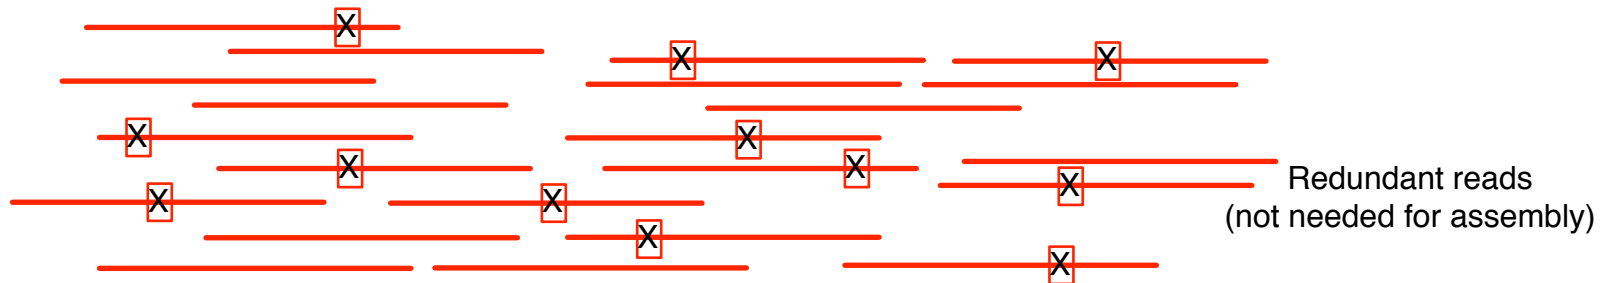 X
X X
X X
X X
X
X X
X
X
Redundant reads
(not needed for assembly)